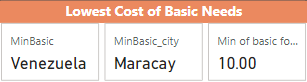 Lowest Cost of Basic Needs
MinBasic MinBasic_city Min of basic fo...
Venezuela Maracay 10.00